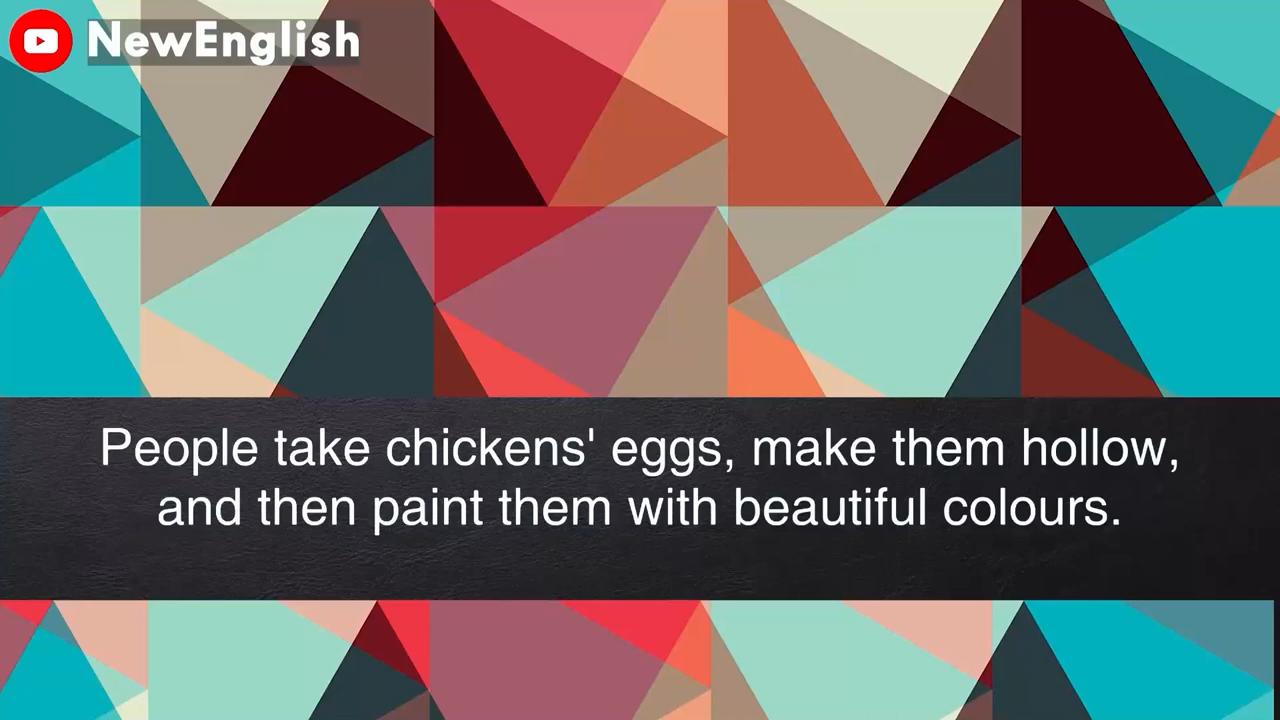 NewEnglish
People take chickens' eggs, make them hollow,
and then paint them with beautiful colours.